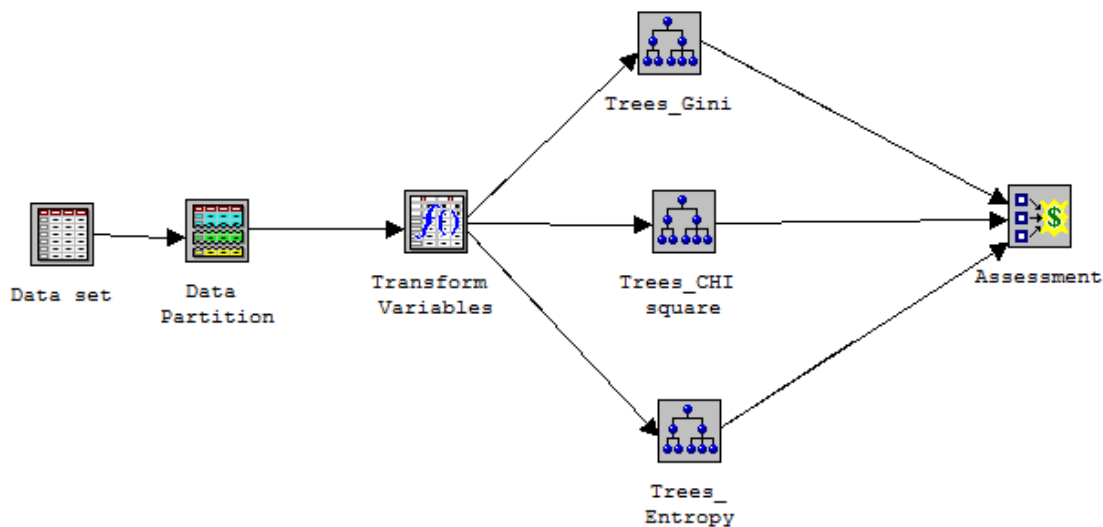 Trees_Gini
Data set
Data
Partition
Transform
Variables
Trees_CHI
square
Assessment
Trees_
Entropy